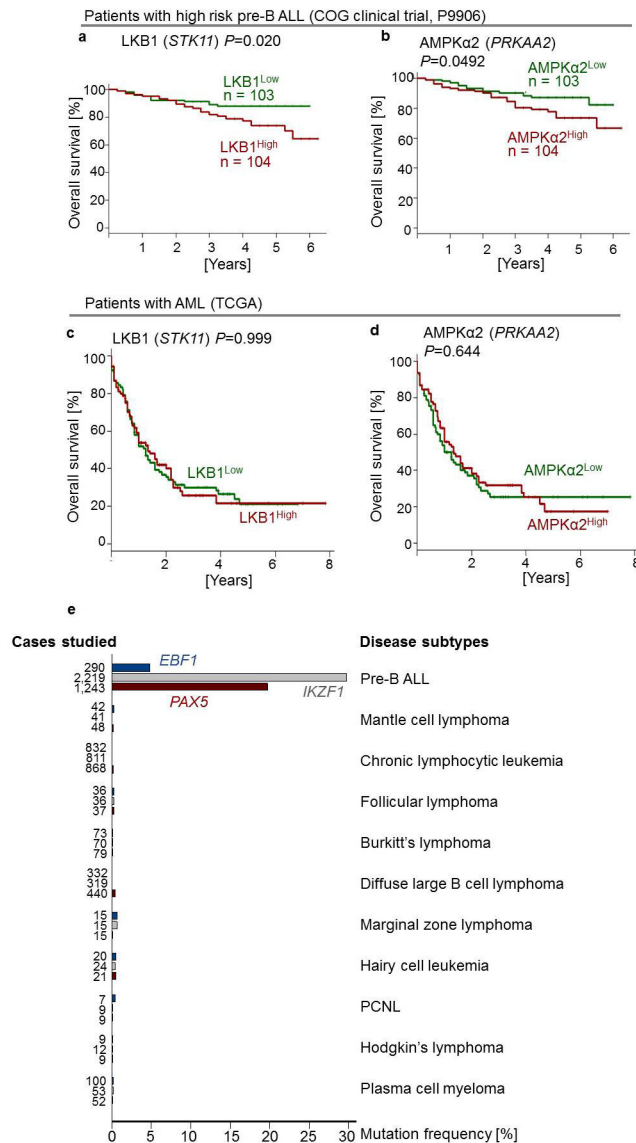 Patients with high risk pre-B ALL (COG clinical trial, P9906)
a
LKB1 (STK11) P=0.020
b
AMPKα2 (PRKAA2)
P=0.0492
Overall survival [%]
100
80
60
40
20
0
LKB1Low
n = 103
LKB1High
n = 104
1 2 3 4 5 6
[Years]
Overall survival [%]
100
80
60
40
20
0
AMPKα2Low
n = 103
AMPKα2High
n = 104
1 2 3 4 5 6
[Years]
Patients with AML (TCGA)
c
LKB1 (STK11) P=0.999
d
AMPKα2 (PRKAA2)
P=0.644
Overall survival [%]
100
80
60
40
20
0
LKB1Low
LKB1High
0 2 4 6 8
[Years]
Overall survival [%]
100
80
60
40
20
0
AMPKα2Low
AMPKα2High
0 2 4 6 8
[Years]
e
Cases studied
Disease subtypes
290
EBF1
2,219
IKZF1
1,243
PAX5
Pre-B ALL
42
41
48
Mantle cell lymphoma
832
811
868
Chronic lymphocytic leukemia
36
36
37
Follicular lymphoma
73
70
79
Burkitt's lymphoma
332
319
440
Diffuse large B cell lymphoma
15
15
15
Marginal zone lymphoma
20
24
21
Hairy cell leukemia
7
9
9
PCNL
9
12
9
Hodgkin's lymphoma
100
53
52
Plasma cell myeloma
0 5 10 15 20 25 30
Mutation frequency [%]